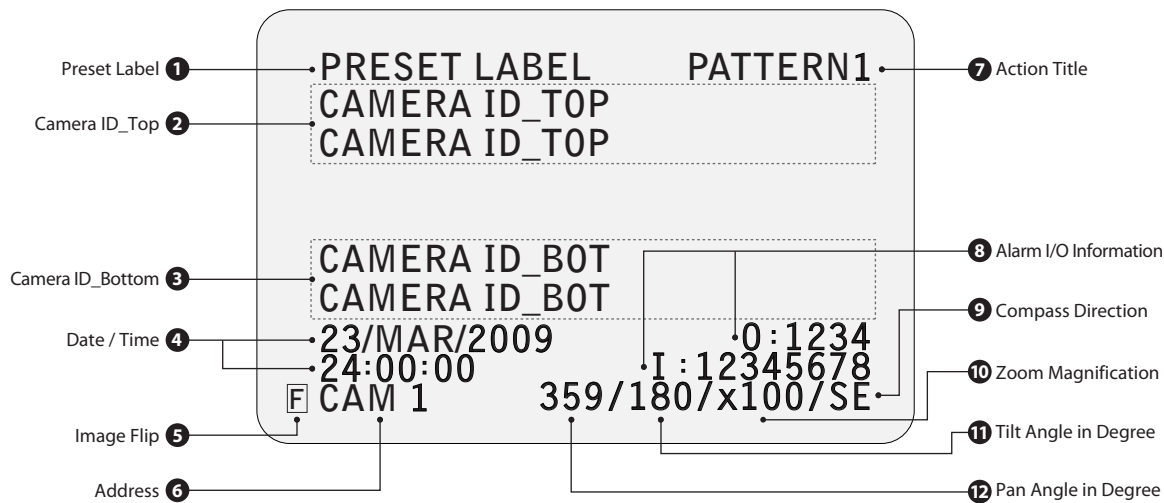 Preset Label 1
PRESET LABEL PATTERN1
7 Action Title
Camera ID_Top 2
CAMERA ID_TOP
CAMERA ID_TOP
Camera ID_Bottom 3
CAMERA ID_BOT
CAMERA ID_BOT
8 Alarm I/O Information
9 Compass Direction
Date / Time 4
23/MAR/2009 O:1234
24:00:00 I:12345678
10 Zoom Magnification
F CAM 1 359/180/x100/SE
Image Flip 5
11 Tilt Angle in Degree
Address 6
12 Pan Angle in Degree